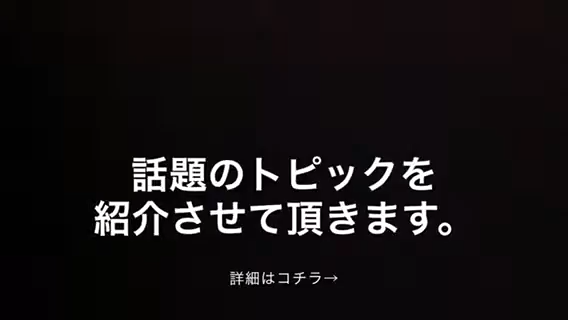 話題のトピックを
紹介させて頂きます。
詳細はコチラ→